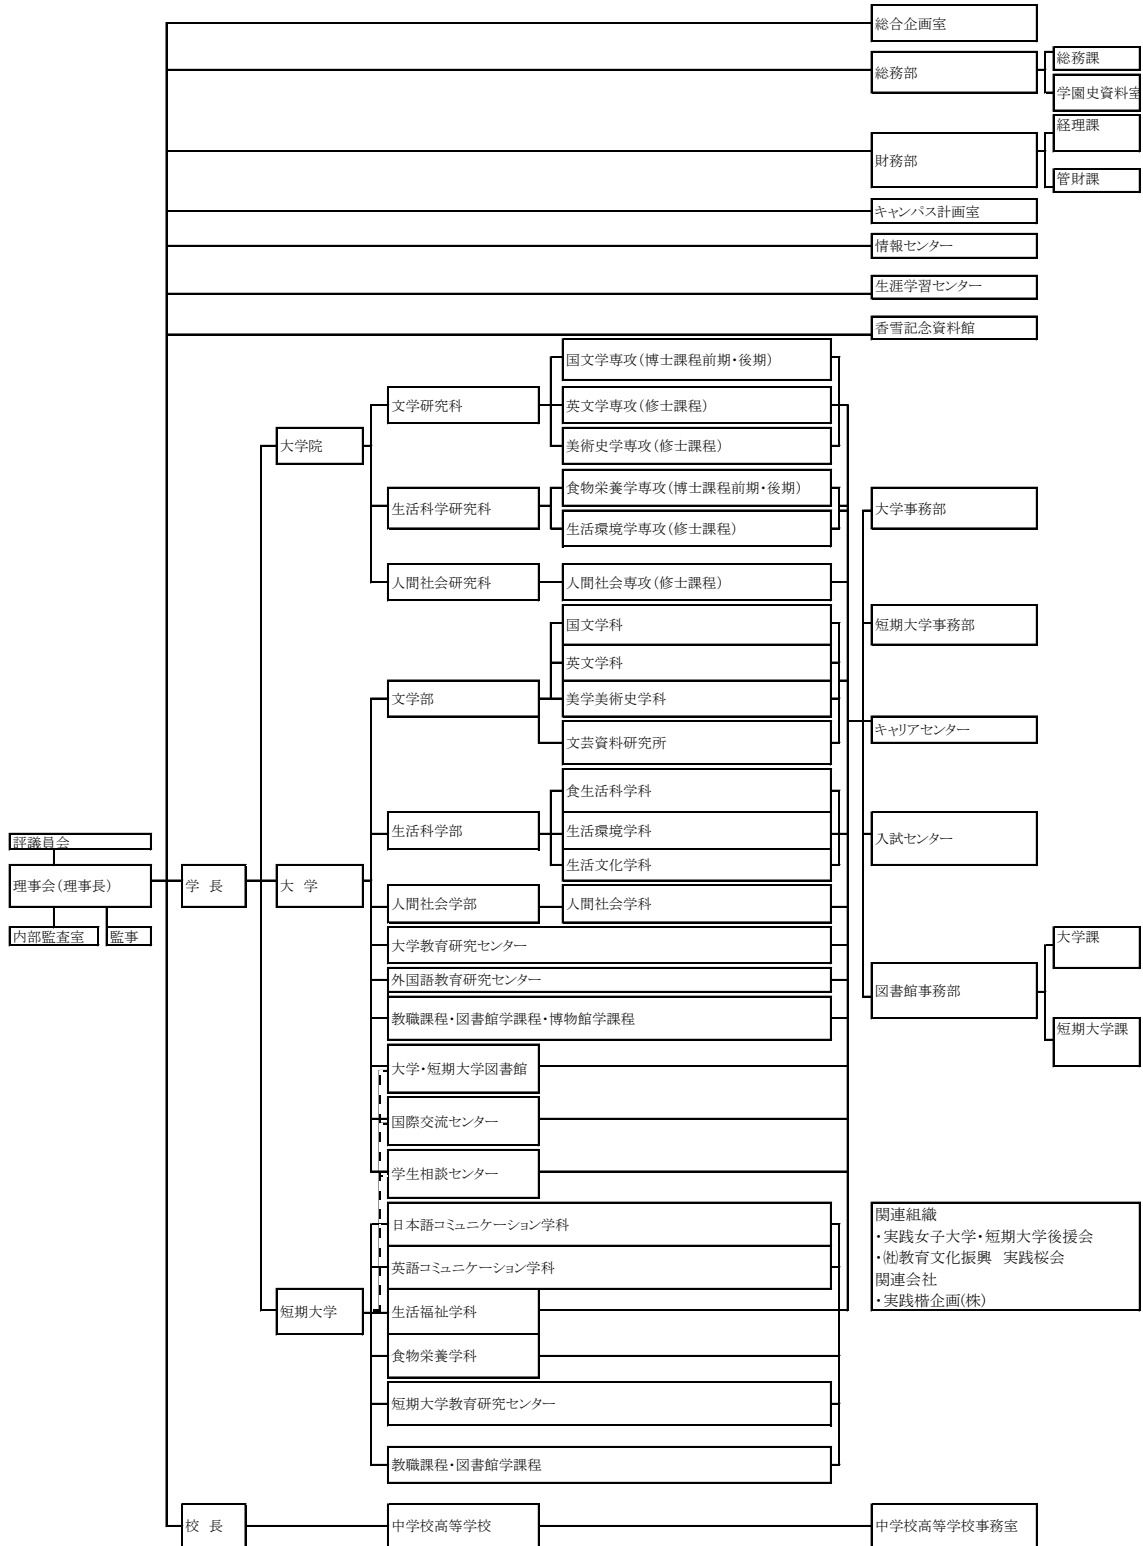 総合企画室
総務部
総務課
学園史資料室
財務部
経理課
管財課
キャンパス計画室
情報センター
生涯学習センター
香雪記念資料館
国文学専攻(博士課程前期・後期)
文学研究科
英文学専攻(修士課程)
大学院
美術史学専攻(修士課程)
食物栄養学専攻(博士課程前期・後期)
生活科学研究科
生活環境学専攻(修士課程)
大学事務部
人間社会研究科
人間社会専攻(修士課程)
国文学科
短期大学事務部
英文学科
文学部
美学美術史学科
文芸資料研究所
キャリアセンター
食生活科学科
生活科学部
生活環境学科
入試センター
生活文化学科
評議員会
理事会(理事長)
学 長
大 学
人間社会学部
人間社会学科
内部監査室
監事
大学教育研究センター
大学課
外国語教育研究センター
図書館事務部
教職課程・図書館学課程・博物館学課程
短期大学課
大学・短期大学図書館
国際交流センター
学生相談センター
日本語コミュニケーション学科
英語コミュニケーション学科
短期大学
生活福祉学科
食物栄養学科
短期大学教育研究センター
教職課程・図書館学課程
関連組織
・実践女子大学・短期大学後援会
・㈳教育文化振興 実践桜会
関連会社
・実践楷企画(株)
校 長
中学校高等学校
中学校高等学校事務室